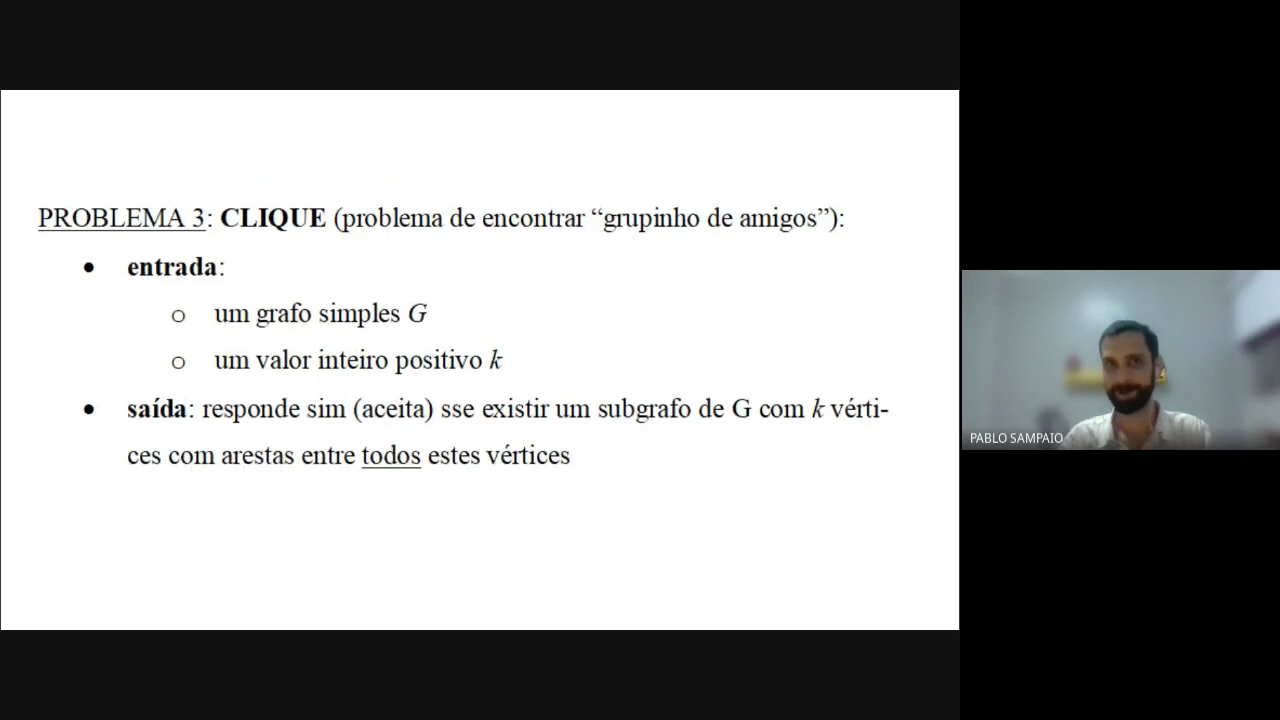 PROBLEMA 3: CLIQUE (problema de encontrar “grupinho de amigos”):
• entrada:
o um grafo simples G
o um valor inteiro positivo k
• saída: responde sim (aceita) sse existir um subgrafo de G com k vérti-
ces com arestas entre todos estes vértices
PABLO SAMPAIO